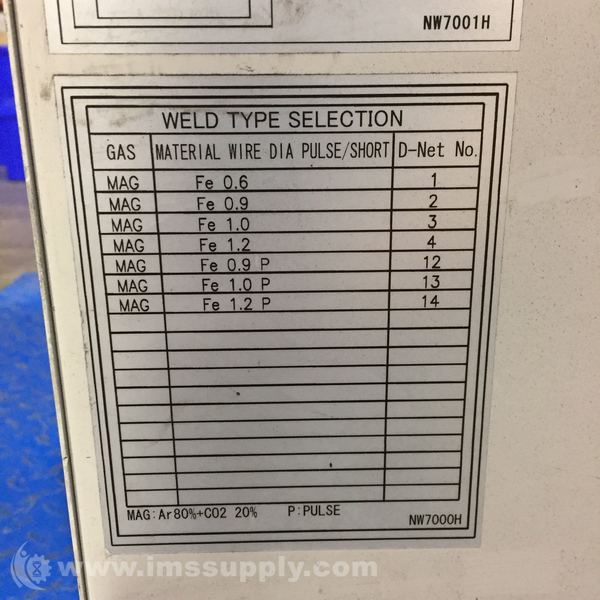 NW7001H
WELD TYPE SELECTION
GAS MATERIAL WIRE DIA PULSE/SHORT D-Net No.
MAG Fe 0.6 1
MAG Fe 0.9 2
MAG Fe 1.0 3
MAG Fe 1.2 4
MAG Fe 0.9 P 12
MAG Fe 1.0 P 13
MAG Fe 1.2 P 14
MAG:Ar80%+CO2 20% P:PULSE NW7000H
www.imssupply.com